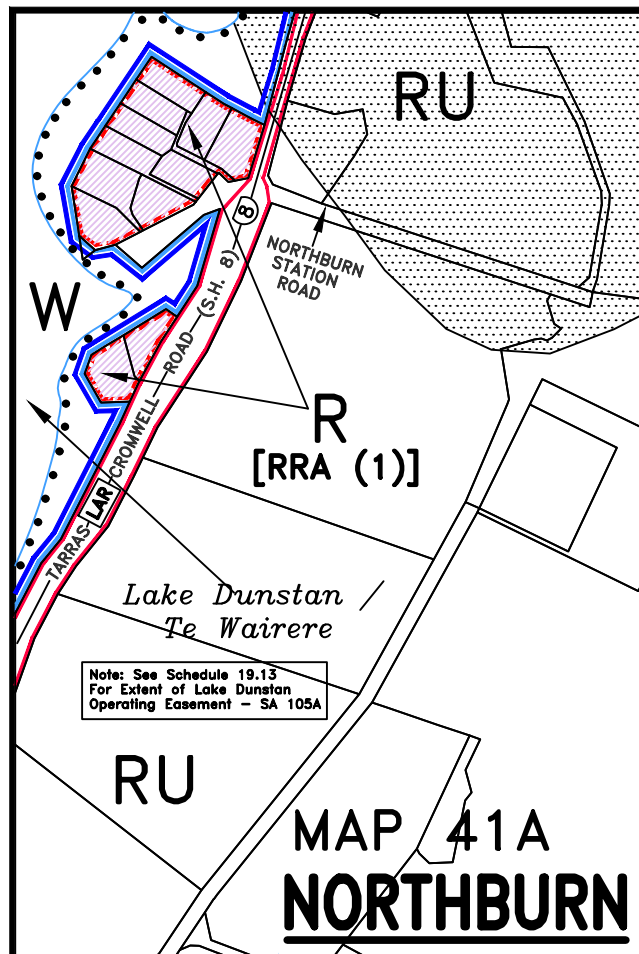 RU
8
NORTHBURN
STATION
ROAD
W
TARRAS-LAR-CROMWELL-ROAD-(S.H. 8)
R
[RRA (1)]
Lake Dunstan /
Te Wairere
Note: See Schedule 19.13
For Extent of Lake Dunstan
Operating Easement - SA 105A
RU
MAP 41A
NORTHBURN